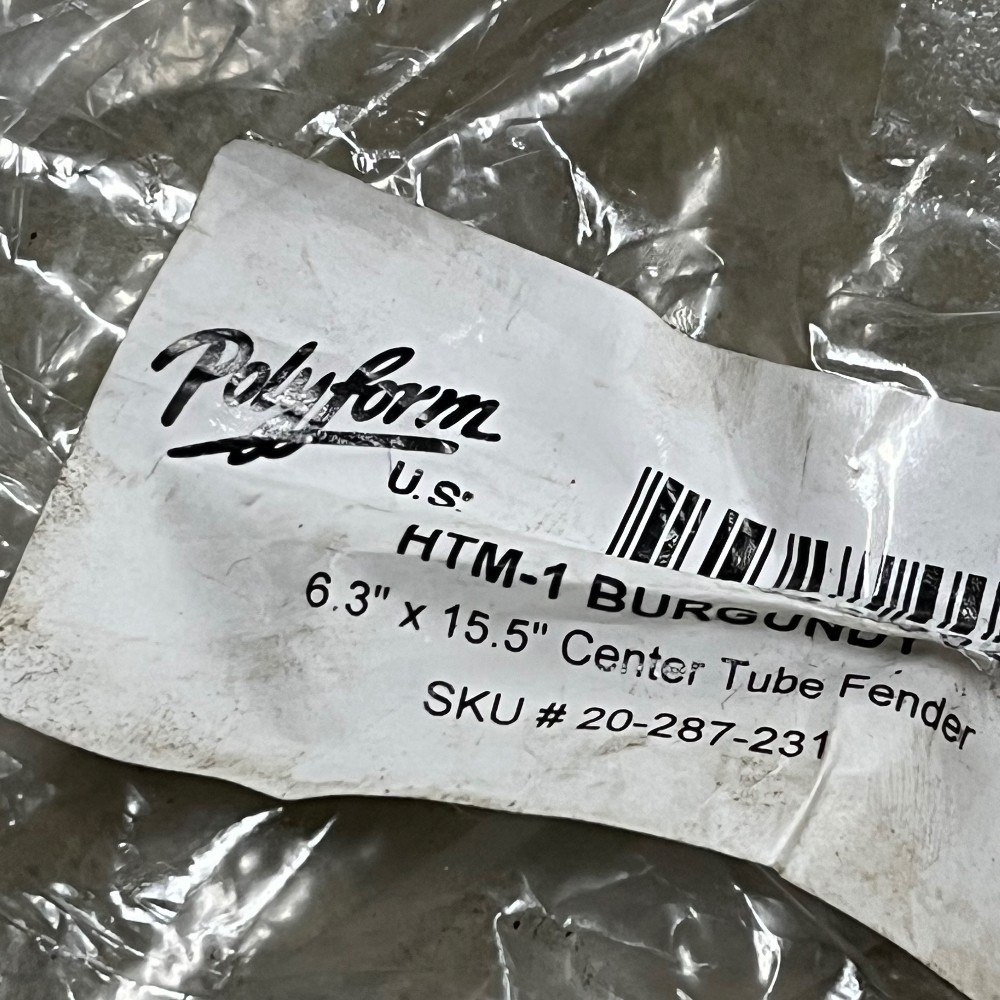 Polyform
U.S.
HTM-1 BURGUNDY
6.3" x 15.5" Center Tube Fender
SKU # 20-287-231